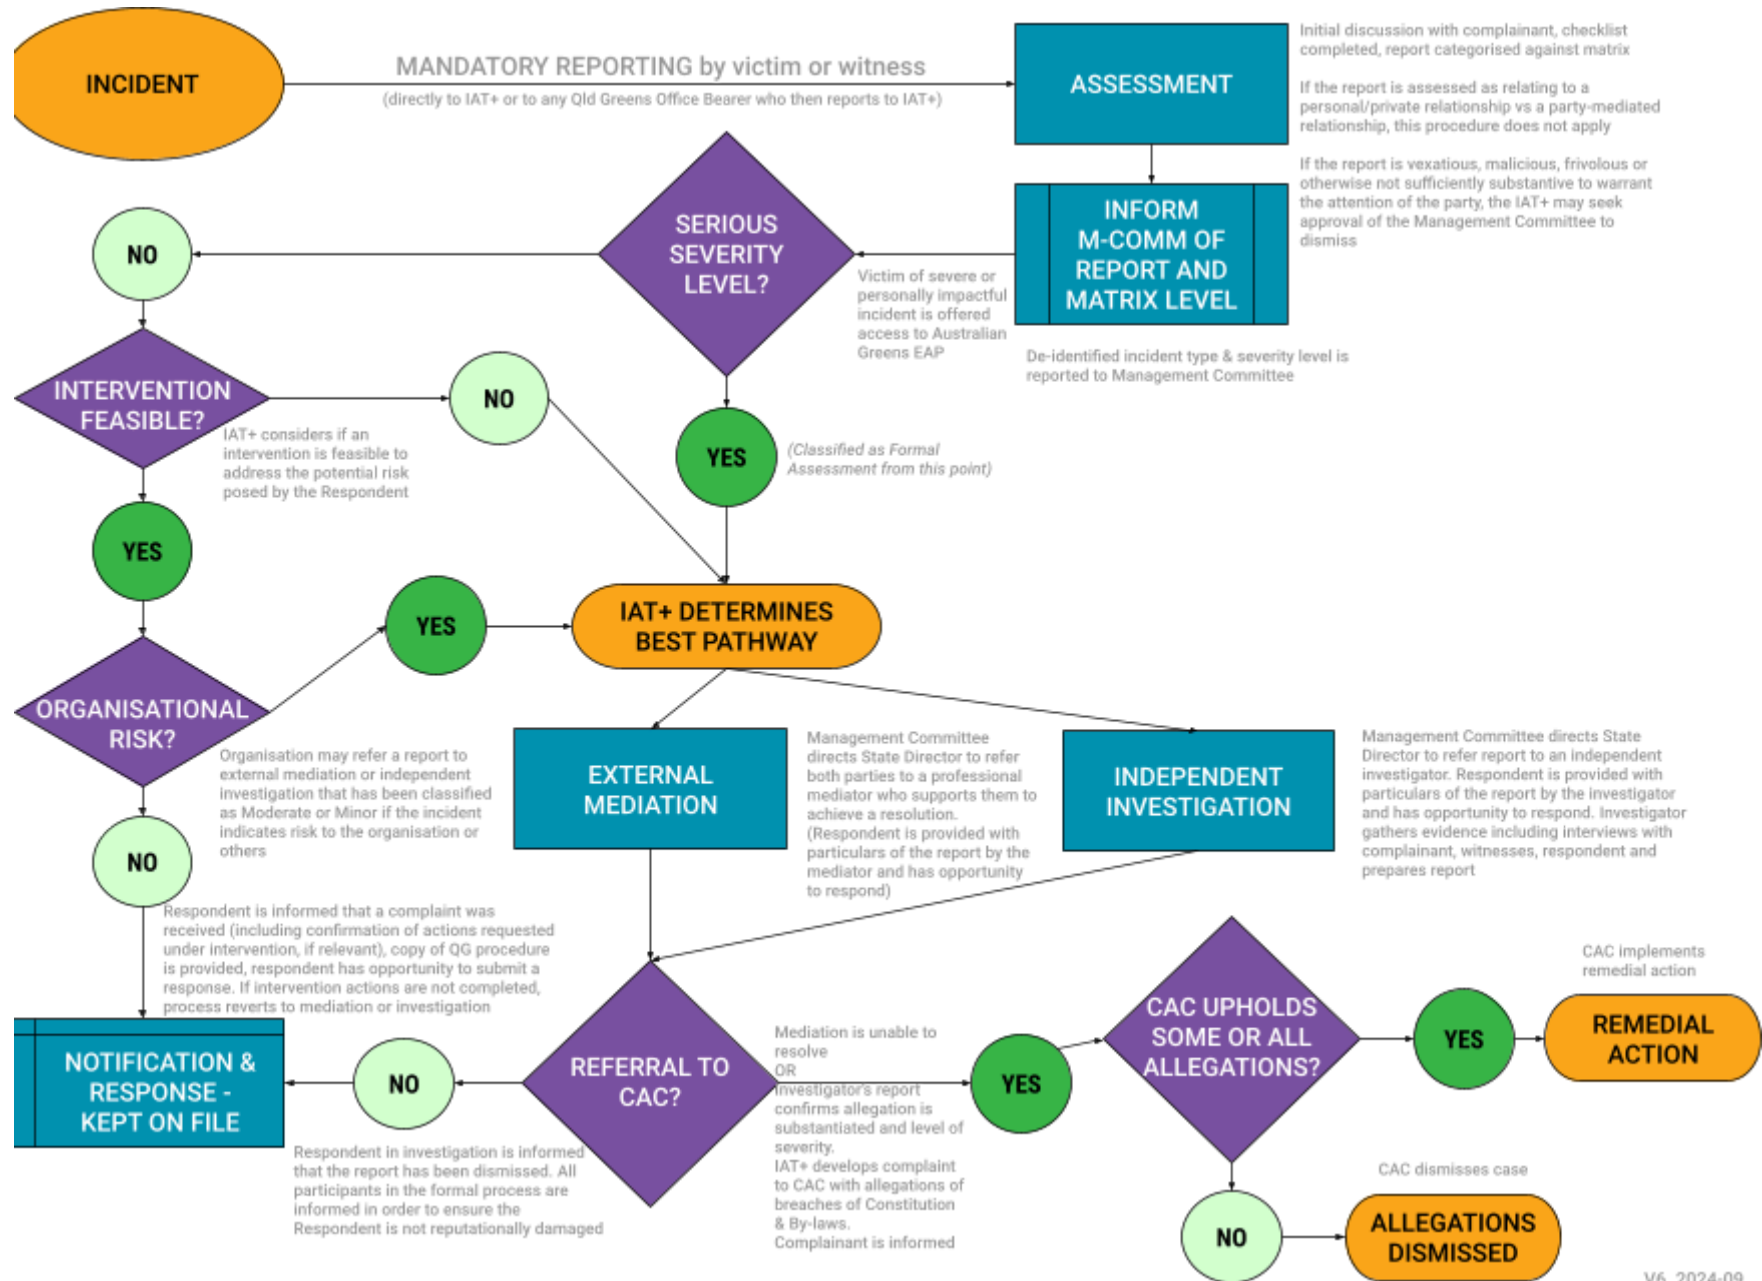 INCIDENT
MANDATORY REPORTING by victim or witness
(directly to IAT+ or to any Qld Greens Office Bearer who then reports to IAT+)
ASSESSMENT
Initial discussion with complainant, checklist
completed, report categorised against matrix
If the report is assessed as relating to a
personal/private relationship vs a party-mediated
relationship, this procedure does not apply
If the report is vexatious, malicious, frivolous or
otherwise not sufficiently substantive to warrant
the attention of the party, the IAT+ may seek
approval of the Management Committee to
dismiss
INFORM
M-COMM OF
REPORT AND
MATRIX LEVEL
De-identified incident type & severity level is
reported to Management Committee
SERIOUS
SEVERITY
LEVEL?
Victim of severe or
personally impactful
incident is offered
access to Australian
Greens EAP
NO
INTERVENTION
FEASIBLE?
IAT+ considers if an
intervention is feasible to
address the potential risk
posed by the Respondent
NO
YES
(Classified as Formal
Assessment from this point)
YES
YES
IAT+ DETERMINES
BEST PATHWAY
ORGANISATIONAL
RISK?
Organisation may refer a report to
external mediation or independent
investigation that has been classified
as Moderate or Minor if the incident
indicates risk to the organisation or
others
EXTERNAL
MEDIATION
Management Committee
directs State Director to refer
both parties to a professional
mediator who supports them to
achieve a resolution.
(Respondent is provided with
particulars of the report by the
mediator and has opportunity
to respond)
INDEPENDENT
INVESTIGATION
Management Committee directs State
Director to refer report to an independent
investigator. Respondent is provided with
particulars of the report by the investigator
and has opportunity to respond. Investigator
gathers evidence including interviews with
complainant, witnesses, respondent and
prepares report
NO
Respondent is informed that a complaint was
received (including confirmation of actions requested
under intervention, if relevant), copy of QG procedure
is provided, respondent has opportunity to submit a
response. If intervention actions are not completed,
process reverts to mediation or investigation
NOTIFICATION &
RESPONSE -
KEPT ON FILE
NO
Respondent in investigation is informed
that the report has been dismissed. All
participants in the formal process are
informed in order to ensure the
Respondent is not reputationally damaged
REFERRAL TO
CAC?
Mediation is unable to
resolve
OR
Investigator's report
confirms allegation is
substantiated and level of
severity.
IAT+ develops complaint
to CAC with allegations of
breaches of Constitution
& By-laws.
Complainant is informed
YES
CAC UPHOLDS
SOME OR ALL
ALLEGATIONS?
YES
CAC implements
remedial action
REMEDIAL
ACTION
NO
CAC dismisses case
ALLEGATIONS
DISMISSED
V6 2024-09